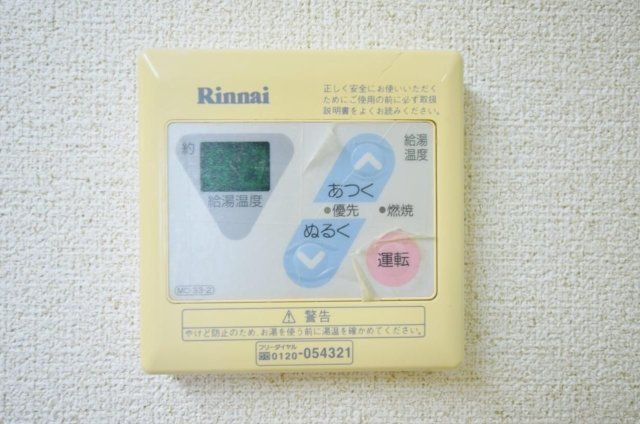 Rinnai
正しく安全にお使いいただく
ためにご使用の前に必ず取扱
説明書をよくお読みください。
約
給湯温度
給湯
温度
あつく
優先
燃焼
ぬるく
運転
MC-33-2
警告
やけど防止のため、お湯を使う前に湯温を確かめてください。
フリーダイヤル
0120-054321